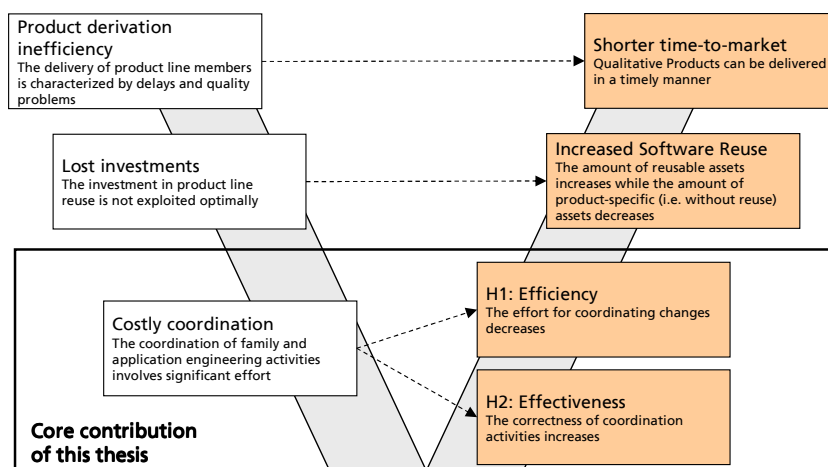 Product derivation
inefficiency
The delivery of product line members
is characterized by delays and quality
problems
Shorter time-to-market
Qualitative Products can be delivered
in a timely manner
Lost investments
The investment in product line
reuse is not exploited optimally
Increased Software Reuse
The amount of reusable assets
increases while the amount of
product-specific (i.e. without reuse)
assets decreases
Costly coordination
The coordination of family and
application engineering activities
involves significant effort
H1: Efficiency
The effort for coordinating changes
decreases
H2: Effectiveness
The correctness of coordination
activities increases
Core contribution
of this thesis